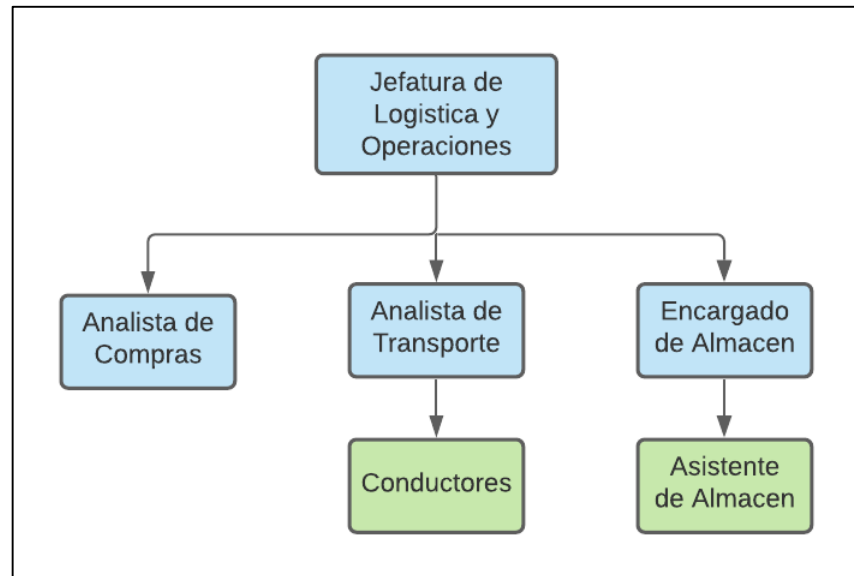 Jefatura de
Logistica y
Operaciones
Analista de
Compras
Analista de
Transporte
Encargado
de Almacen
Conductores
Asistente
de Almacen